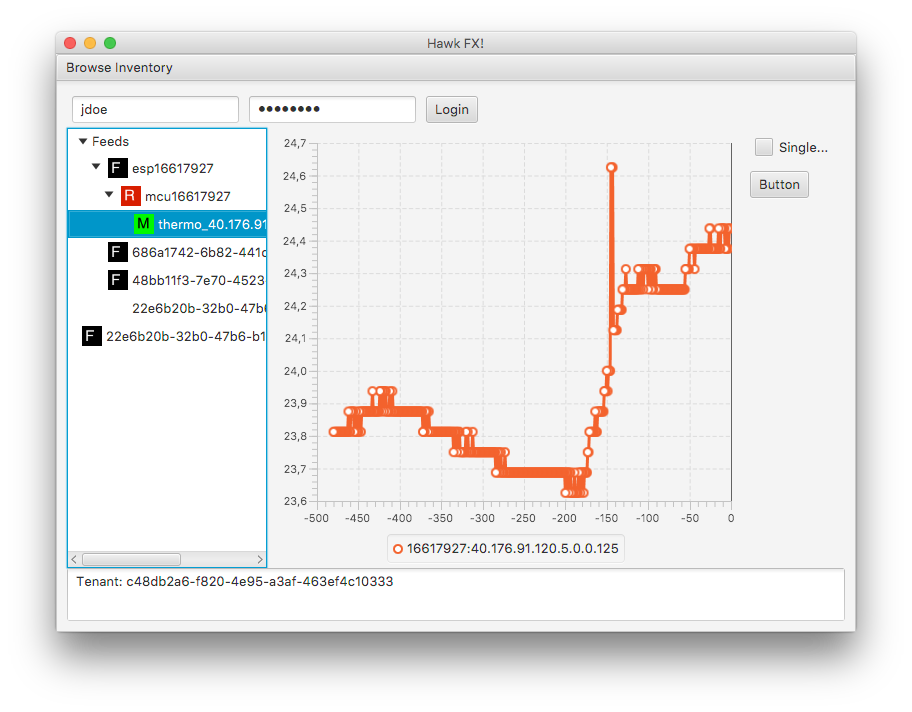 Hawk FX!
Browse Inventory
jdoe
●●●●●●●●
Login
Feeds
F esp16617927
R mcu16617927
M thermo_40.176.91
F 686a1742-6b82-441c
F 48bb11f3-7e70-4523
22e6b20b-32b0-47b6
F 22e6b20b-32b0-47b6-b1
24,7
24,6
24,5
24,4
24,3
24,2
24,1
24,0
23,9
23,8
23,7
23,6
-500 -450 -400 -350 -300 -250 -200 -150 -100 -50 0
16617927:40.176.91.120.5.0.0.125
Single...
Button
Tenant: c48db2a6-f820-4e95-a3af-463ef4c10333